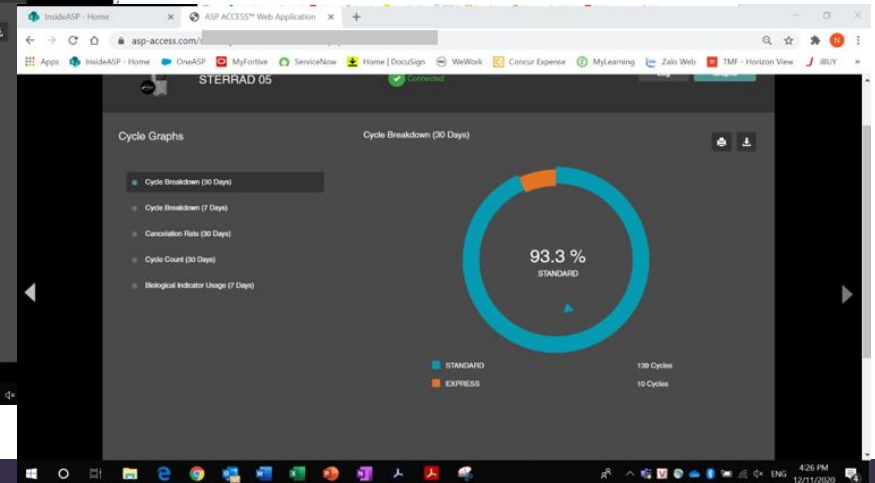 InsideASP - Home
ASP ACCESS™ Web Application
asp-access.com/
Apps InsideASP - Home OneASP MyFortive ServiceNow Home | DocuSign WeWork Concur Expense MyLearning Zalo Web TMF - Horizon View iBUY »
STERRAD 05
Connected
Cycle Graphs
Cycle Breakdown (30 Days)
Cycle Breakdown (30 Days)
Cycle Breakdown (7 Days)
Cancelation Rate (30 Days)
Cycle Count (30 Days)
Biological Indicator Usage (7 Days)
93.3 %
STANDARD
STANDARD 139 Cycles
EXPRESS 10 Cycles
ENG
4:26 PM
12/11/2020